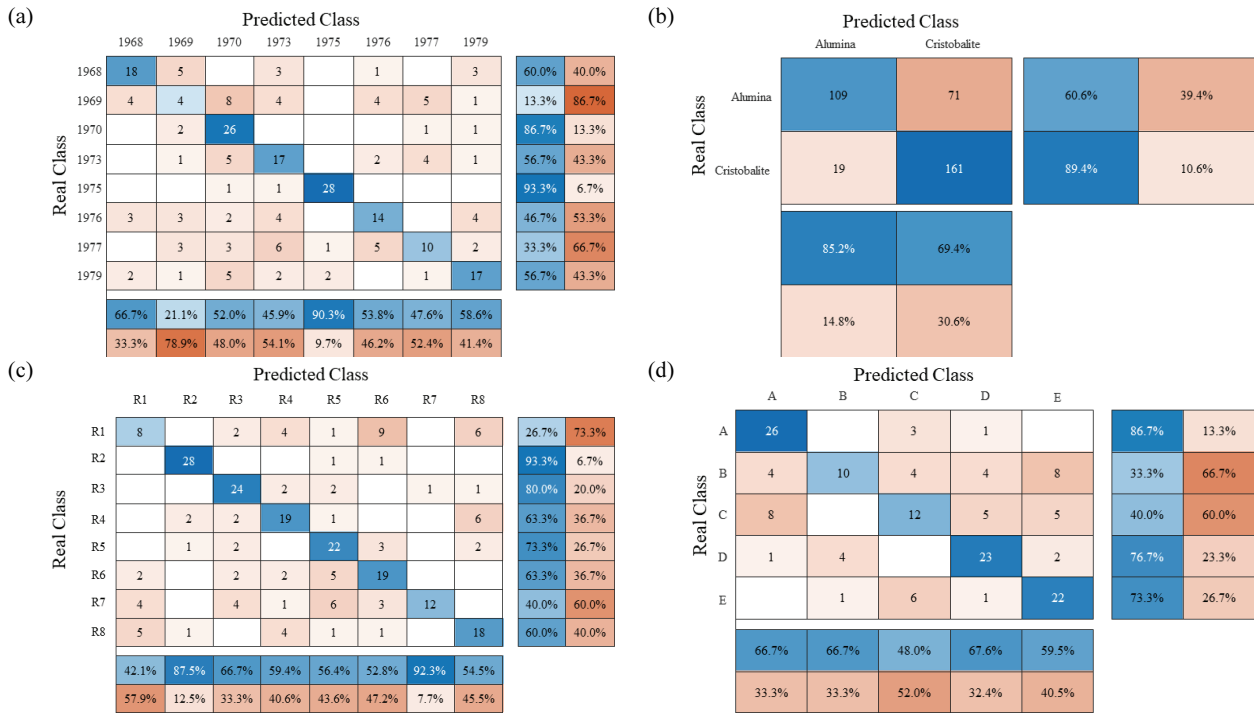 (a)
Predicted Class
1968 1969 1970 1973 1975 1976 1977 1979
Real Class
1968 18 5 3 1 3 60.0% 40.0%
1969 4 4 8 4 4 5 1 13.3% 86.7%
1970 2 26 1 1 86.7% 13.3%
1973 1 5 17 2 4 1 56.7% 43.3%
1975 1 1 28 93.3% 6.7%
1976 3 3 2 4 14 4 46.7% 53.3%
1977 3 3 6 1 5 10 2 33.3% 66.7%
1979 2 1 5 2 2 1 17 56.7% 43.3%
66.7% 21.1% 52.0% 45.9% 90.3% 53.8% 47.6% 58.6%
33.3% 78.9% 48.0% 54.1% 9.7% 46.2% 52.4% 41.4%
(b)
Predicted Class
Alumina Cristobalite
Real Class
Alumina 109 71 60.6% 39.4%
Cristobalite 19 161 89.4% 10.6%
85.2% 69.4%
14.8% 30.6%
(c)
Predicted Class
R1 R2 R3 R4 R5 R6 R7 R8
Real Class
R1 8 2 4 1 9 6 26.7% 73.3%
R2 28 1 1 93.3% 6.7%
R3 24 2 2 1 1 80.0% 20.0%
R4 2 2 19 1 6 63.3% 36.7%
R5 1 2 22 3 2 73.3% 26.7%
R6 2 2 2 5 19 63.3% 36.7%
R7 4 4 1 6 3 12 40.0% 60.0%
R8 5 1 4 1 1 18 60.0% 40.0%
42.1% 87.5% 66.7% 59.4% 56.4% 52.8% 92.3% 54.5%
57.9% 12.5% 33.3% 40.6% 43.6% 47.2% 7.7% 45.5%
(d)
Predicted Class
A B C D E
Real Class
A 26 3 1 86.7% 13.3%
B 4 10 4 4 8 33.3% 66.7%
C 8 12 5 5 40.0% 60.0%
D 1 4 23 2 76.7% 23.3%
E 1 6 1 22 73.3% 26.7%
66.7% 66.7% 48.0% 67.6% 59.5%
33.3% 33.3% 52.0% 32.4% 40.5%